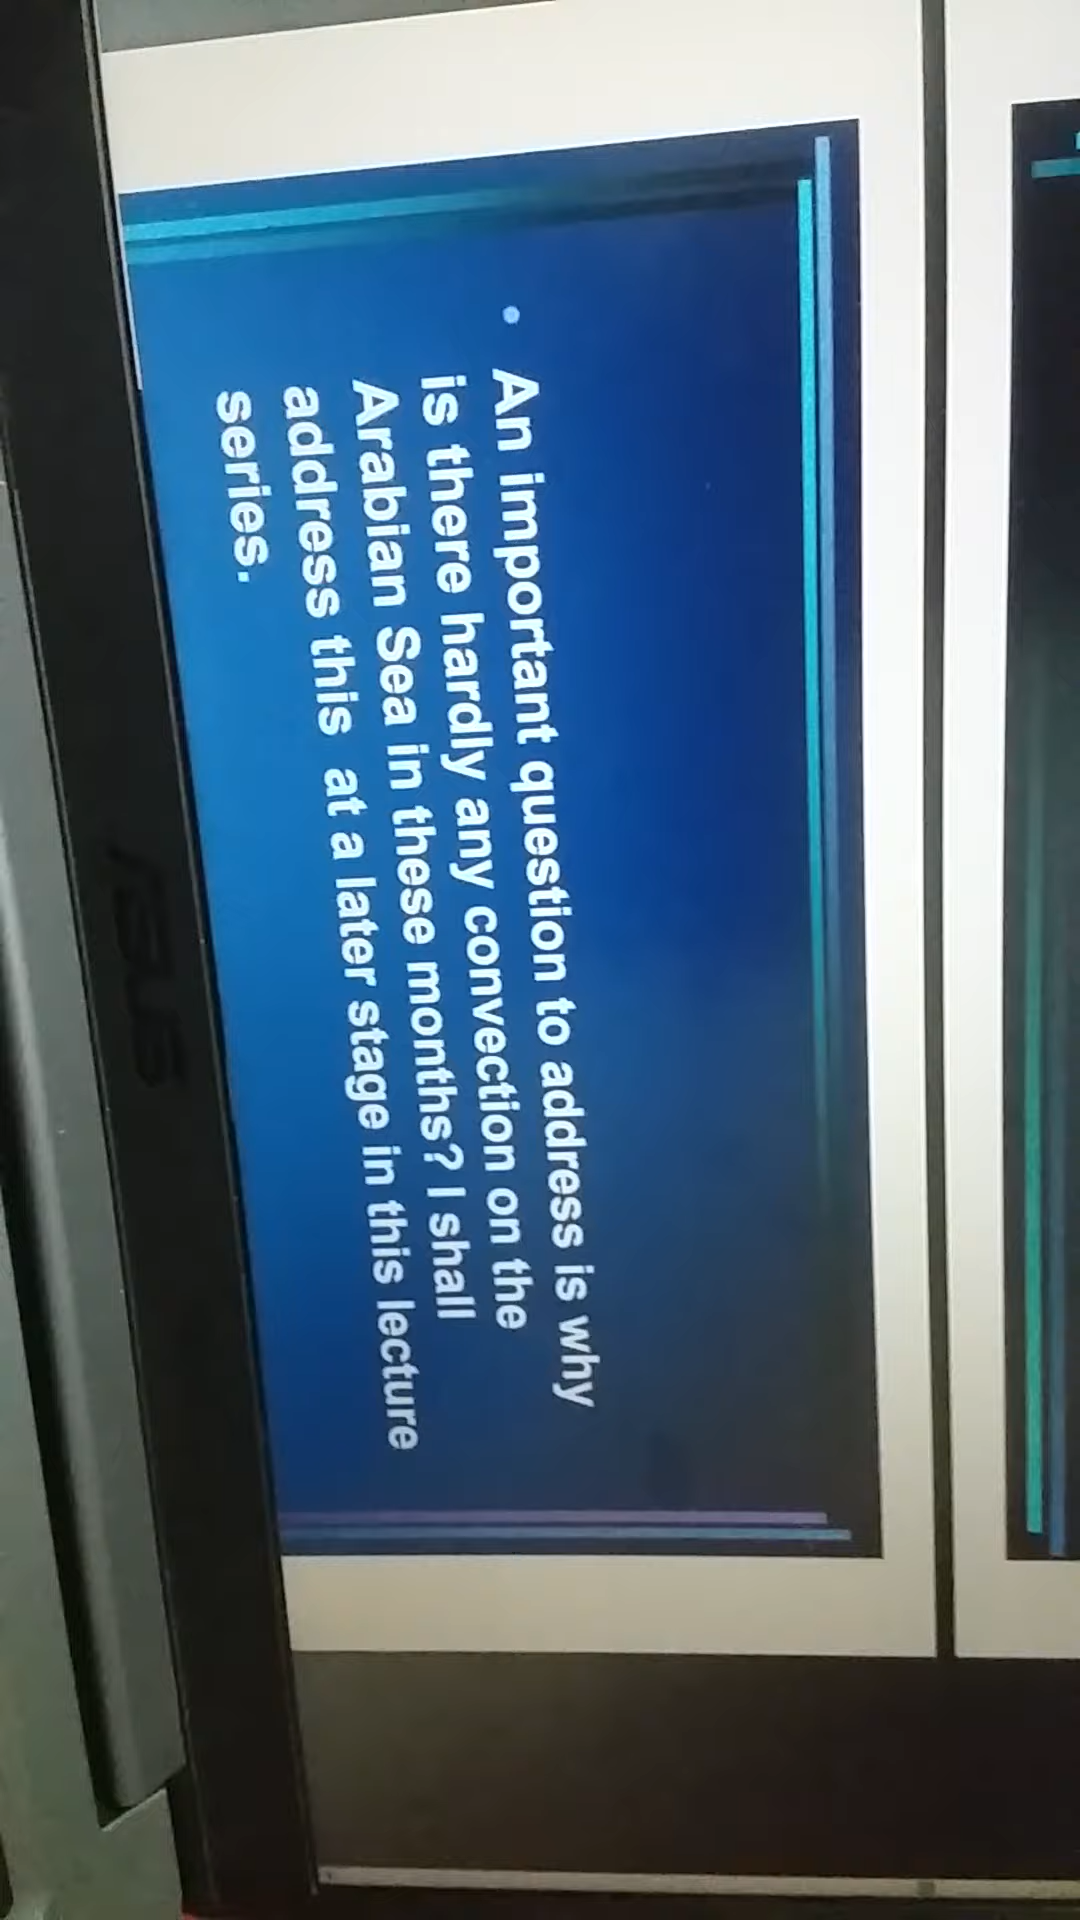 • An important question to address is why
is there hardly any convection on the
Arabian Sea in these months? I shall
address this at a later stage in this lecture
series.
ASUS